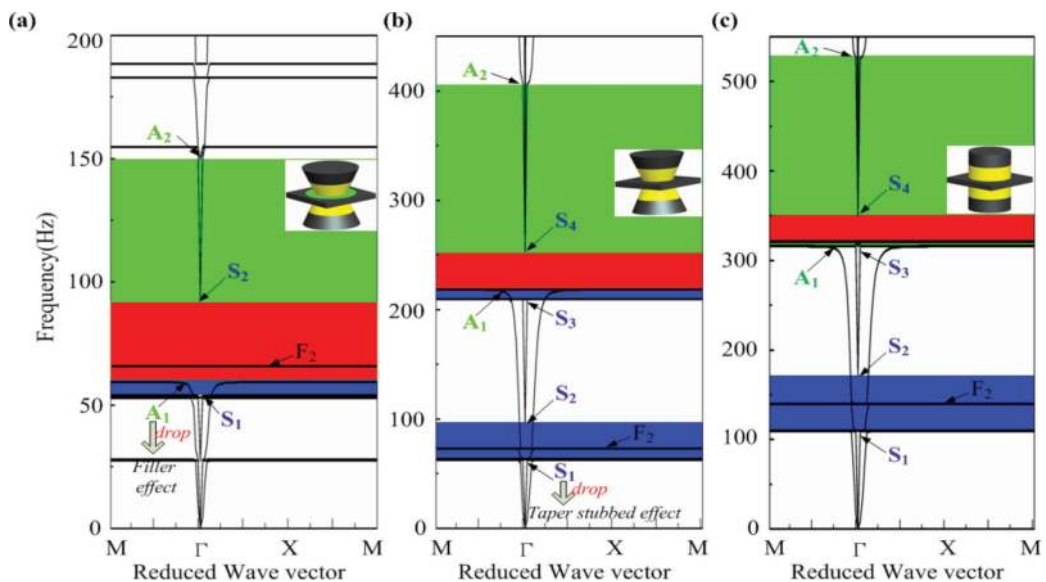 (a)
200
150
100
50
0
Frequency(Hz)
A2
S2
F2
A1
S1
drop
Filler
effect
M Γ X M
Reduced Wave vector
(b)
400
300
200
100
0
A2
S4
A1
S3
S2
F2
S1
drop
Taper stubbed effect
M Γ X M
Reduced Wave vector
(c)
500
400
300
200
100
0
A2
S4
A1
S3
S2
F2
S1
M Γ X M
Reduced Wave vector